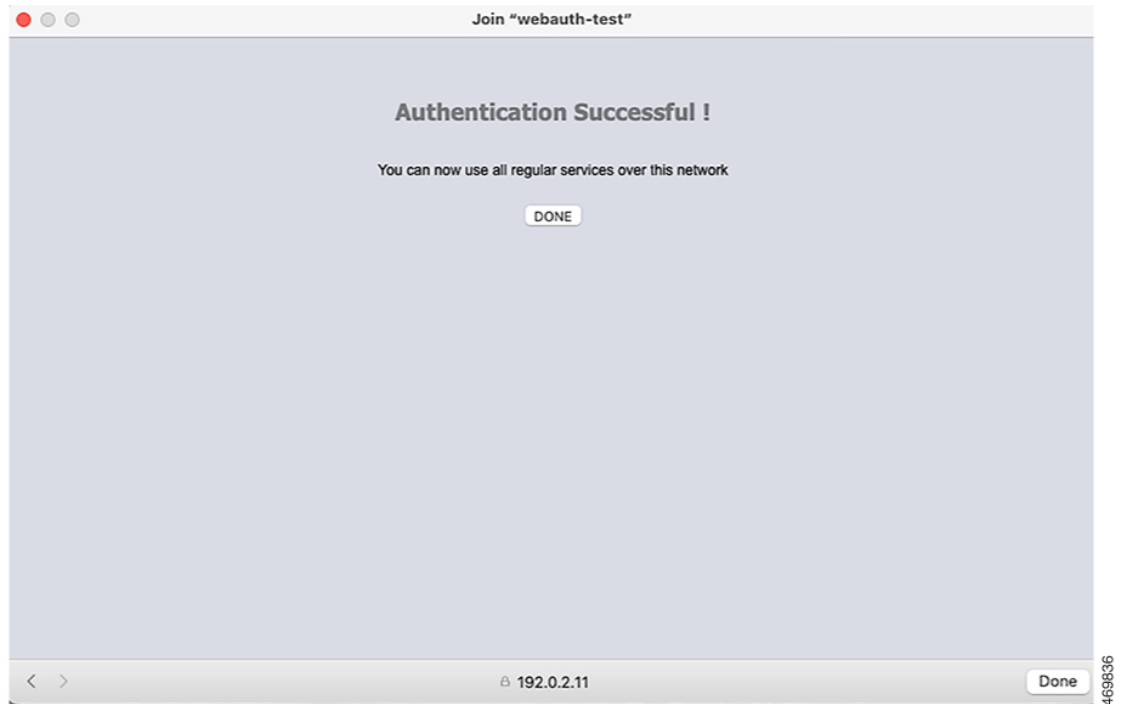 Join “webauth-test”
Authentication Successful !
You can now use all regular services over this network
DONE
192.0.2.11
Done
469836